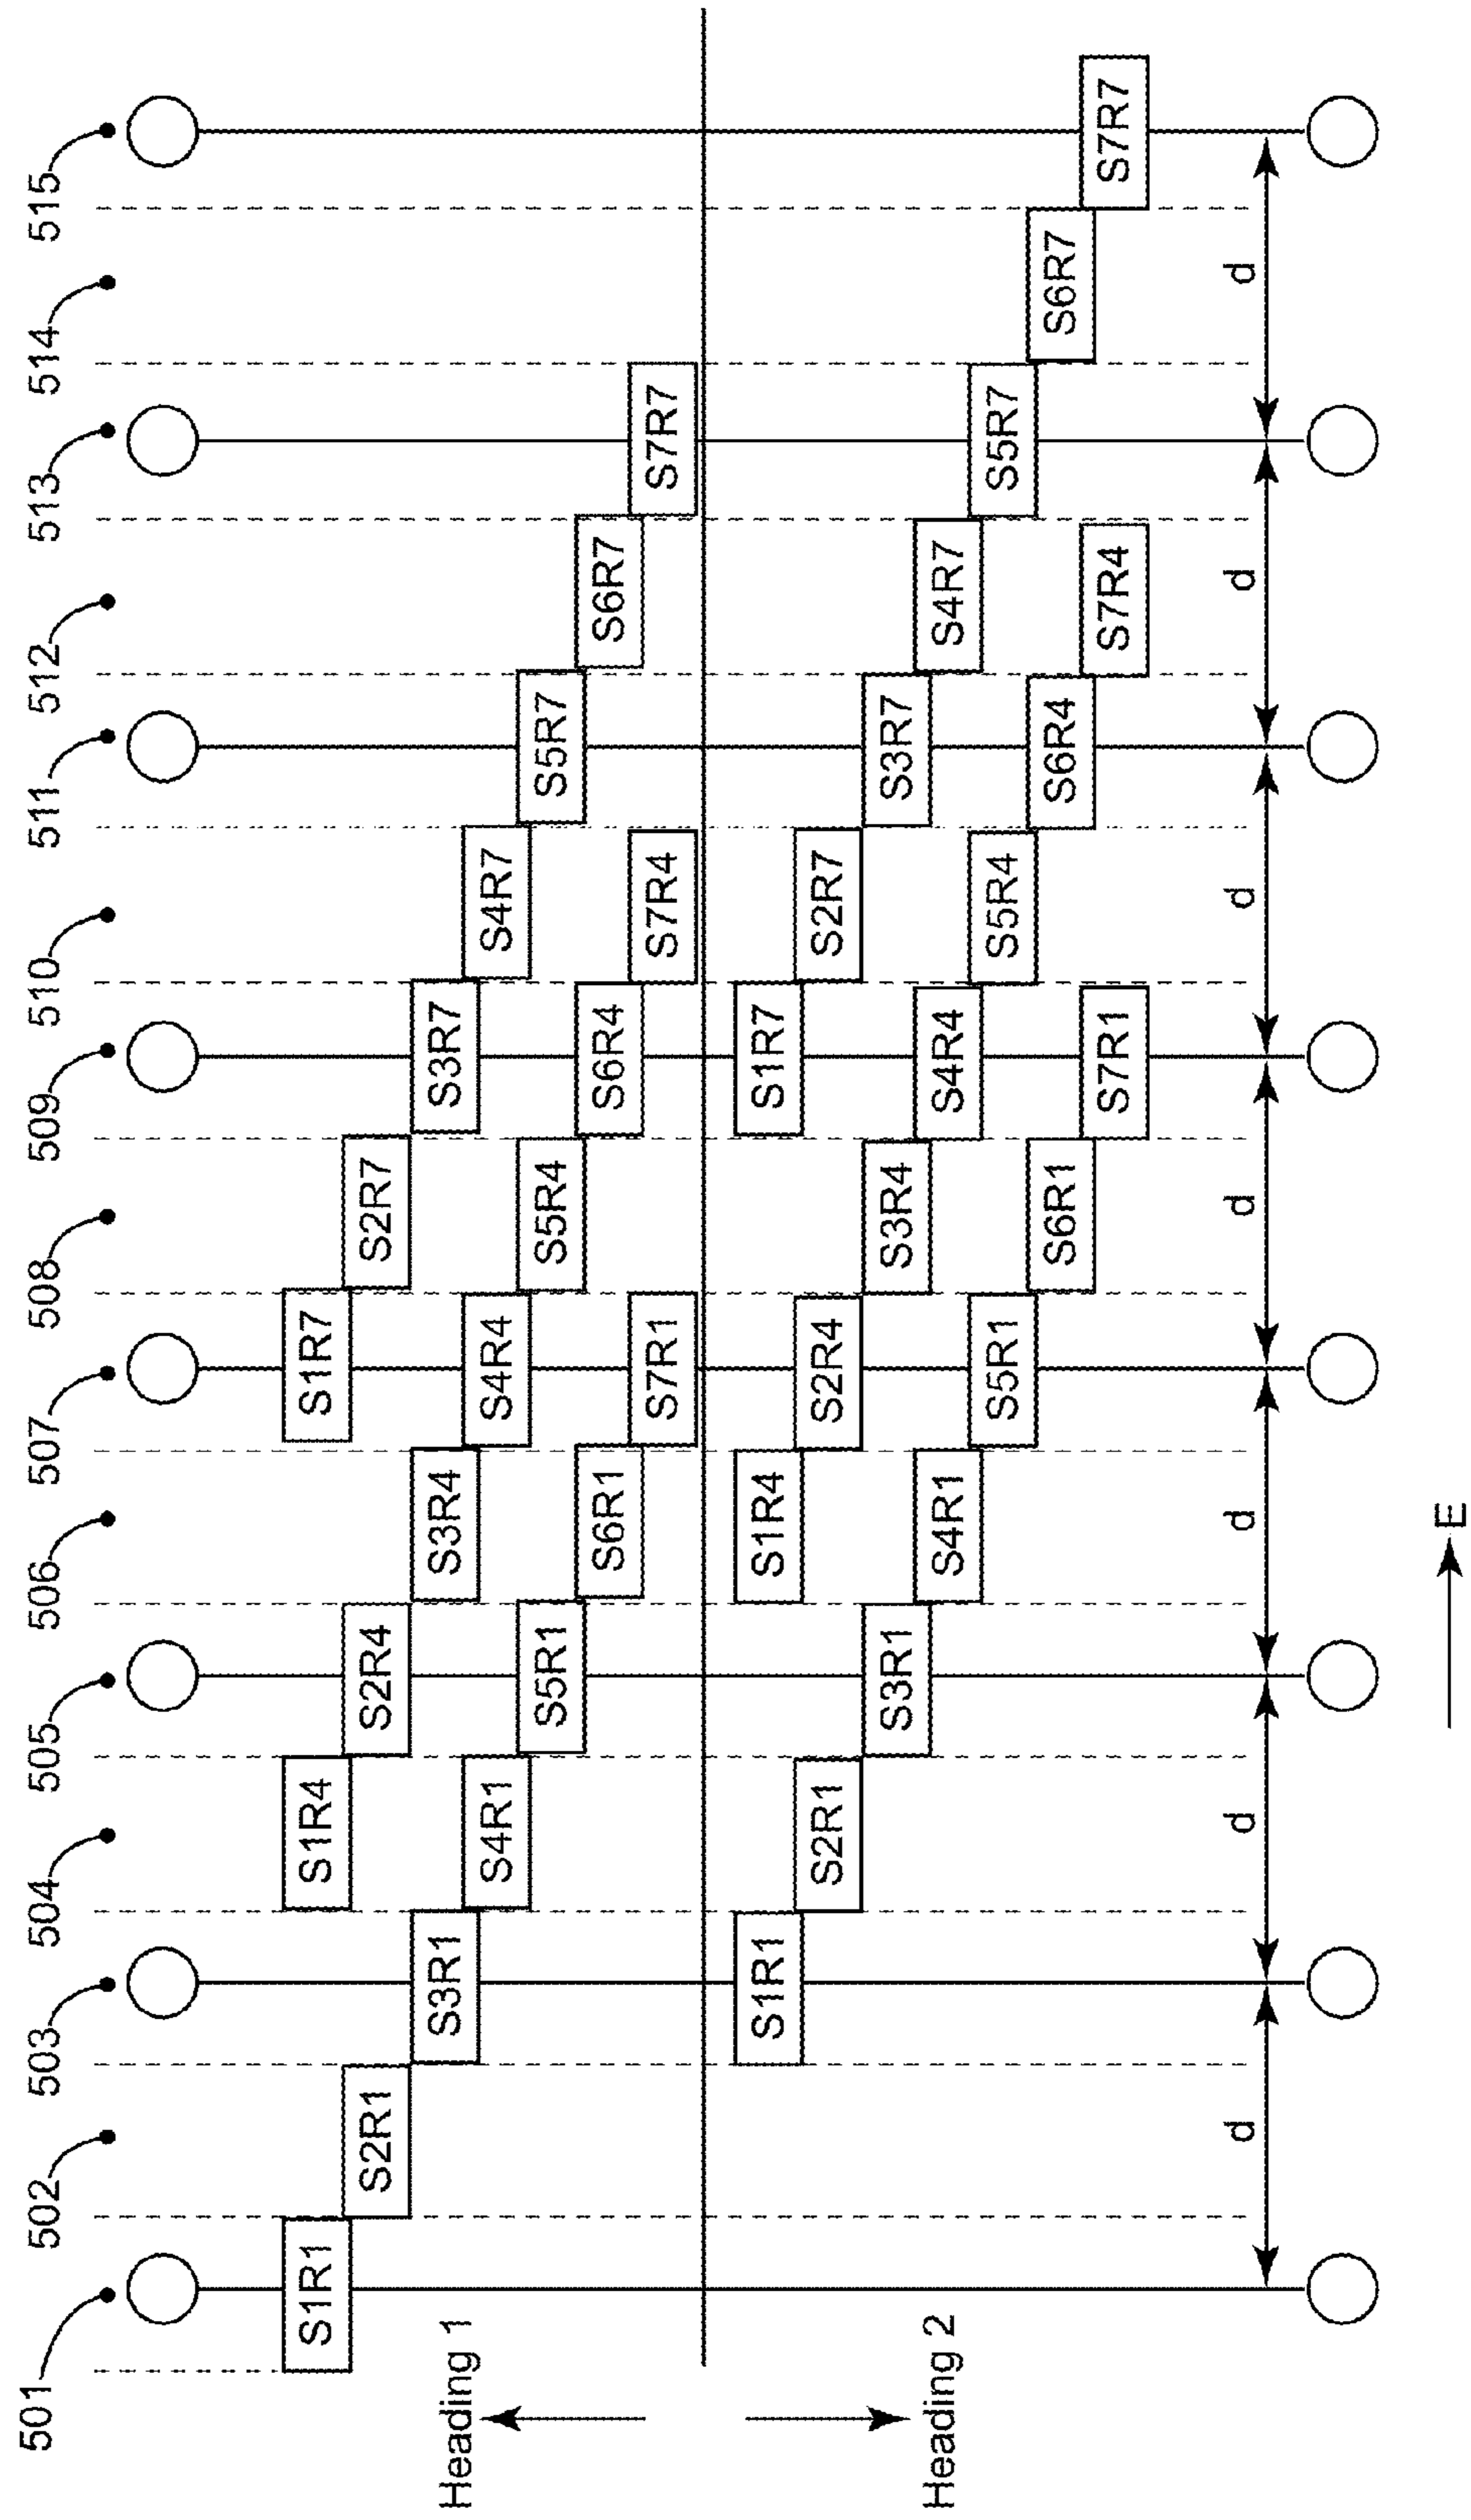 501 502 503 504 505 506 507 508 509 510 511 512 513 514 515
S1R1 S1R4 S1R7
S2R1 S2R4 S2R7
S3R1 S3R4 S3R7
Heading 1
S4R1 S4R4 S4R7
S5R1 S5R4 S5R7
S6R1 S6R4 S6R7
S7R1 S7R4 S7R7
S1R1 S1R4 S1R7
S2R1 S2R4 S2R7
S3R1 S3R4 S3R7
Heading 2
S4R1 S4R4 S4R7
S5R1 S5R4 S5R7
S6R1 S6R4 S6R7
S7R1 S7R4 S7R7
d d d d d d d
E